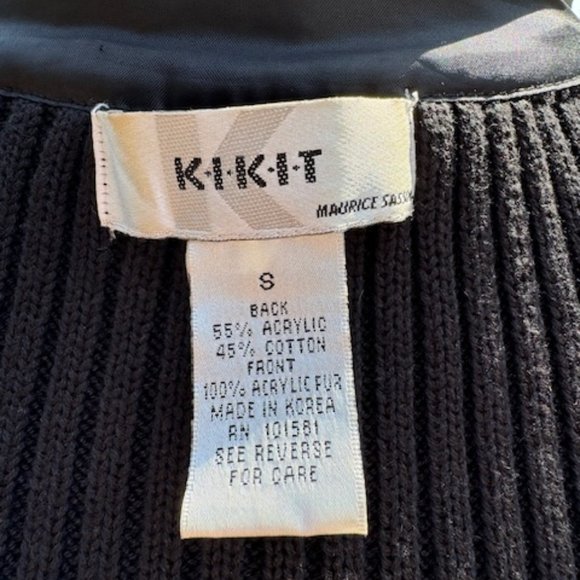 K·I·K·I·T
MAURICE
S
BACK
55% ACRYLIC
45% COTTON
FRONT
100% ACRYLIC FUR
MADE IN KOREA
RN 101581
SEE REVERSE
FOR CARE